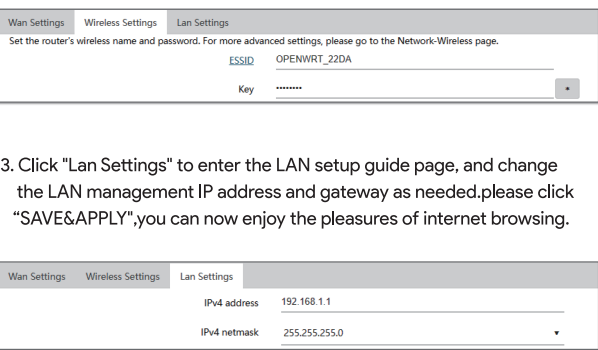 Wan Settings Wireless Settings Lan Settings
Set the router's wireless name and password. For more advanced settings, please go to the Network-Wireless page.
ESSID OPENWRT_22DA
Key ••••••••
*
3. Click "Lan Settings" to enter the LAN setup guide page, and change
the LAN management IP address and gateway as needed.please click
“SAVE&APPLY",you can now enjoy the pleasures of internet browsing.
Wan Settings Wireless Settings Lan Settings
IPv4 address 192.168.1.1
IPv4 netmask 255.255.255.0